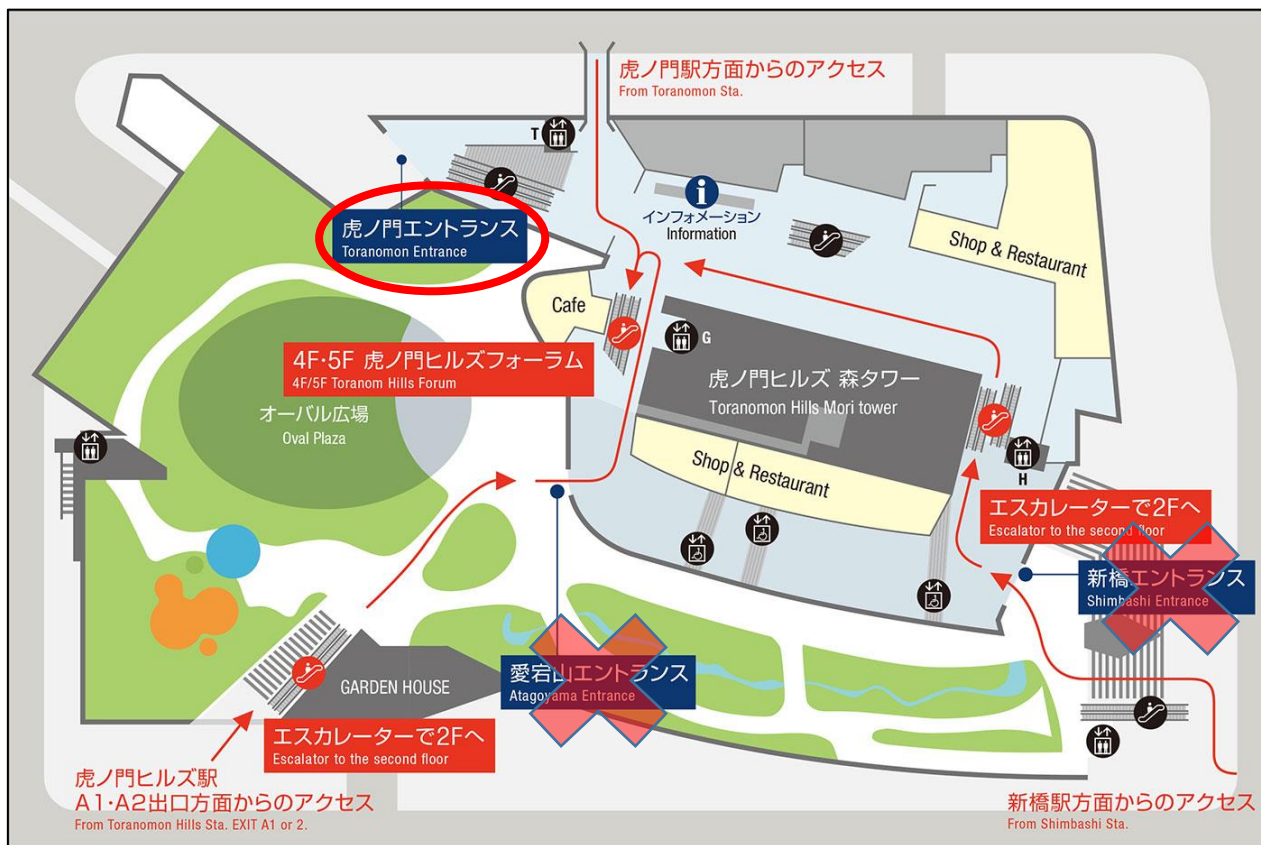 虎ノ門駅方面からのアクセス
From Toranomon Sta.
T
虎ノ門エントランス
Toranomon Entrance
i
インフォメーション
Information
Shop & Restaurant
Cafe
G
4F・5F 虎ノ門ヒルズフォーラム
4F/5F Toranom Hills Forum
虎ノ門ヒルズ 森タワー
Toranomon Hills Mori tower
オーバル広場
Oval Plaza
Shop & Restaurant
H
エスカレーターで2Fへ
Escalator to the second floor
新橋エントランス
Shimbashi Entrance
愛宕山エントランス
Atagoyama Entrance
GARDEN HOUSE
エスカレーターで2Fへ
Escalator to the second floor
虎ノ門ヒルズ駅
A1・A2出口方面からのアクセス
From Toranomon Hills Sta. EXIT A1 or 2.
新橋駅方面からのアクセス
From Shimbashi Sta.